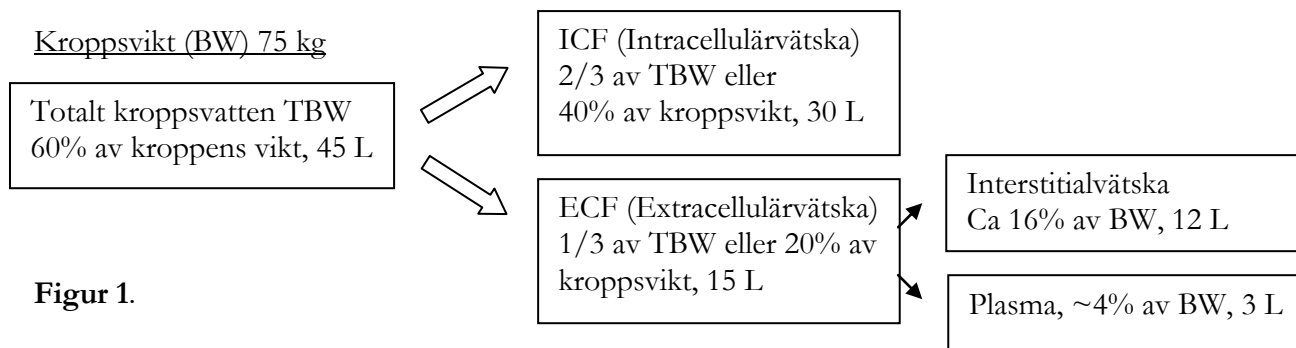 Kroppsvikt (BW) 75 kg
Totalt kroppsvatten TBW
60% av kroppens vikt, 45 L
ICF (Intracellulärvätska)
2/3 av TBW eller
40% av kroppsvikt, 30 L
ECF (Extracellulärvätska)
1/3 av TBW eller 20% av
kroppsvikt, 15 L
Interstitialvätska
Ca 16% av BW, 12 L
Plasma, ~4% av BW, 3 L
Figur 1.